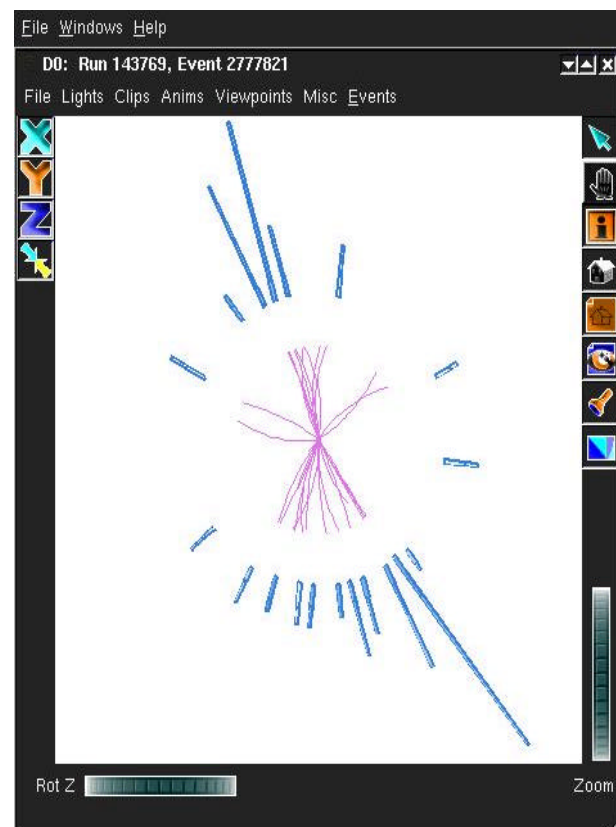 File Windows Help
D0: Run 143769, Event 2777821
File Lights Clips Anims Viewpoints Misc Events
X
Y
Z
i
Rot Z
Zoom